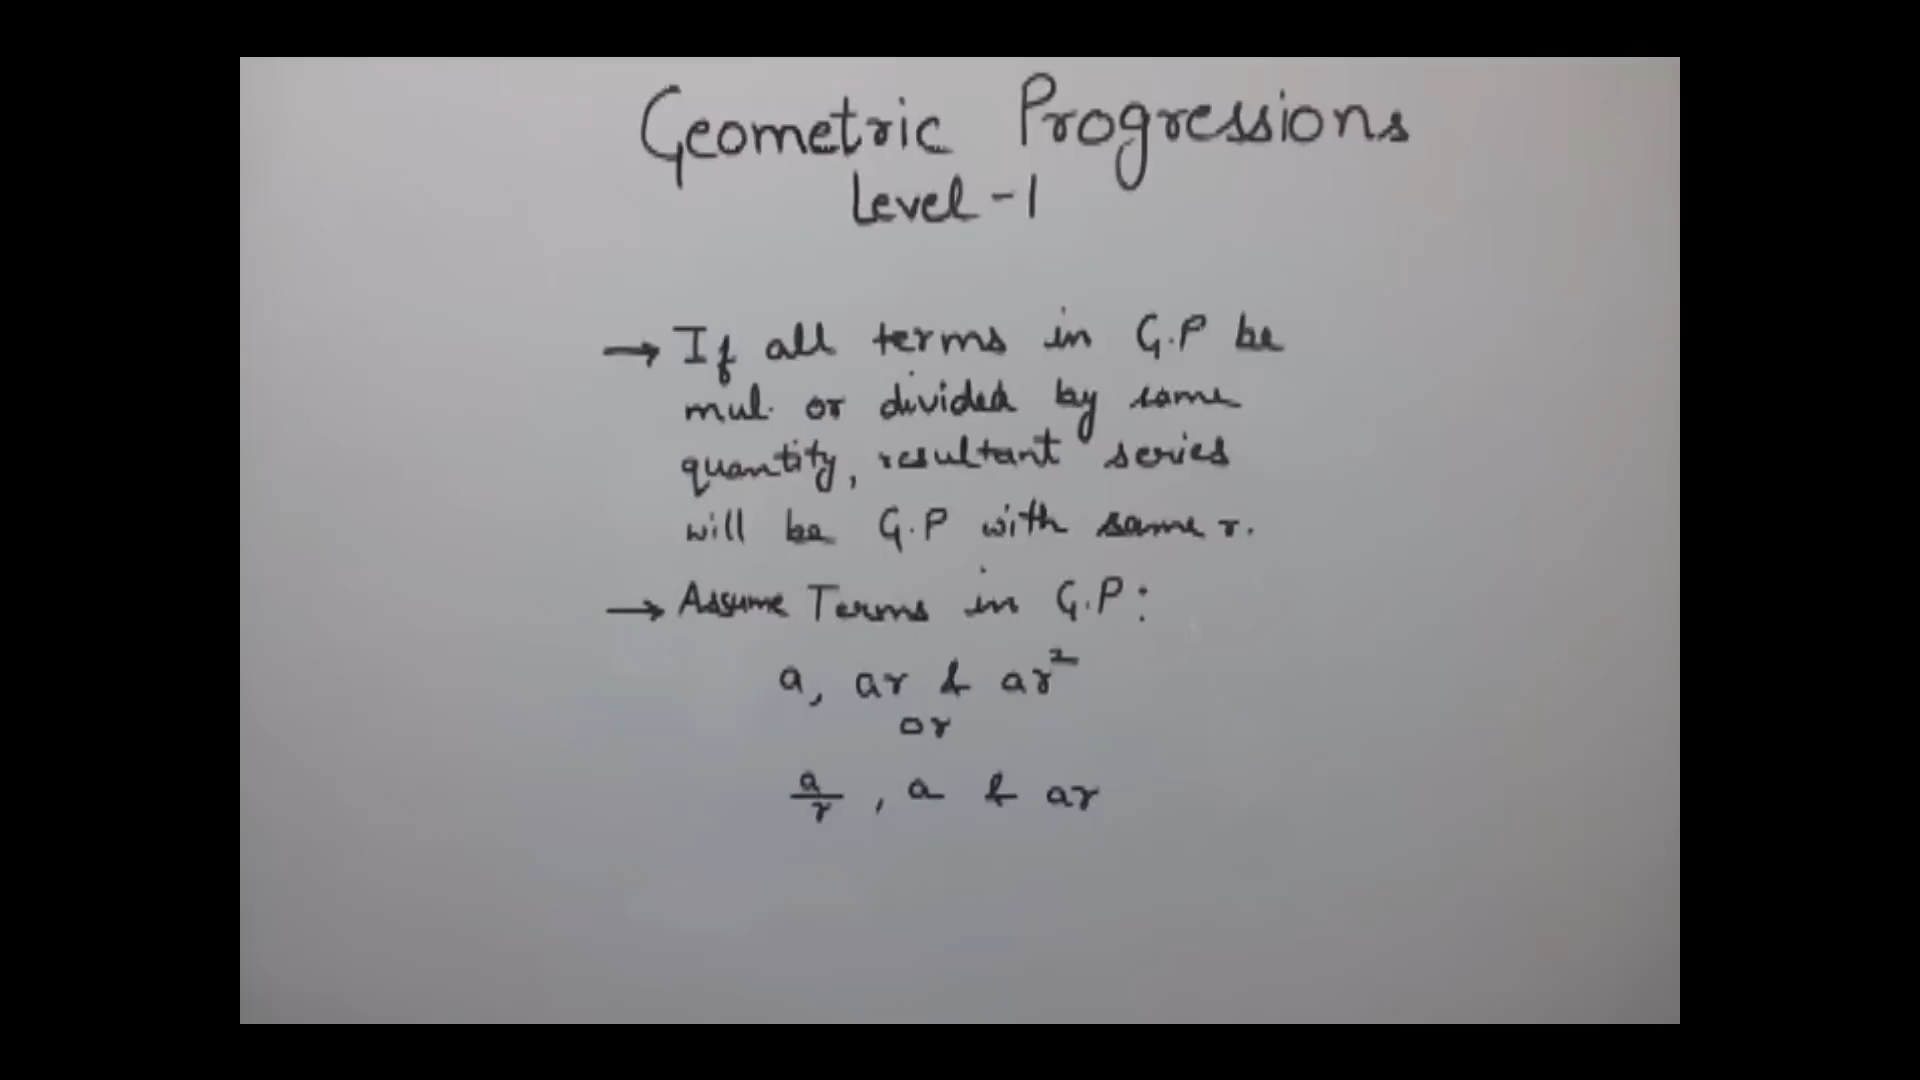 Geometric Progressions
Level - 1
→ If all terms in G.P be
mul. or divided by same
quantity, resultant series
will be G.P with same r.
→ Assume Terms in G.P:
a, ar & ar²
or
a/r, a & ar